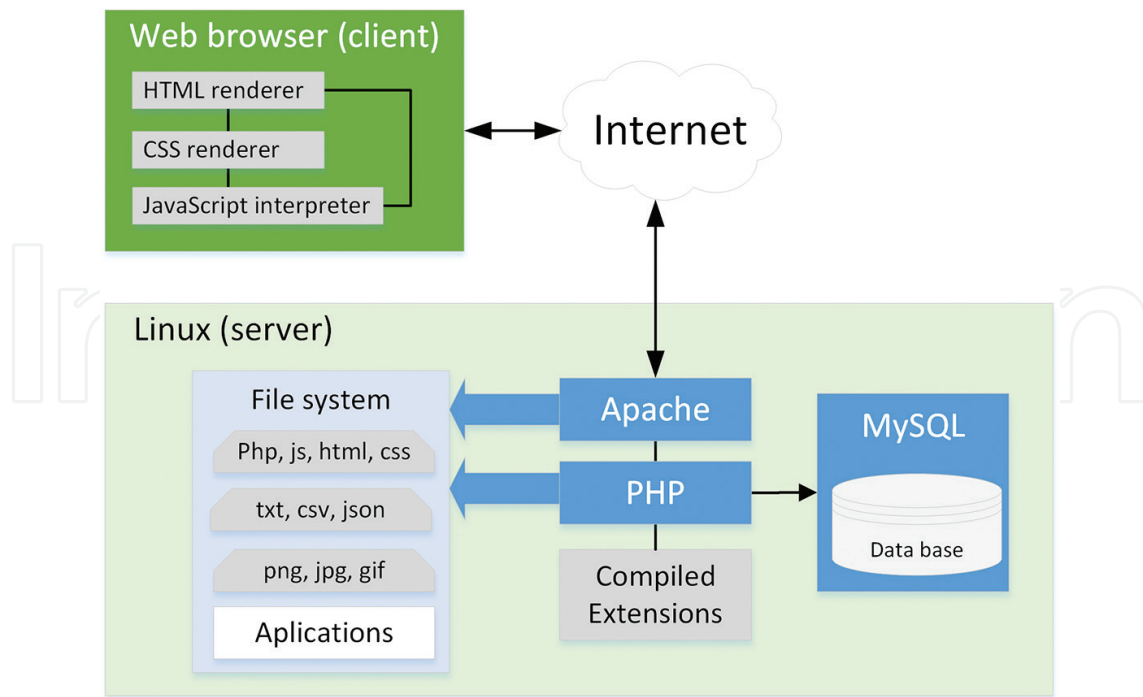 Web browser (client)
HTML renderer
CSS renderer
JavaScript interpreter
Internet
Linux (server)
File system
Php, js, html, css
txt, csv, json
png, jpg, gif
Aplications
Apache
PHP
Compiled
Extensions
MySQL
Data base